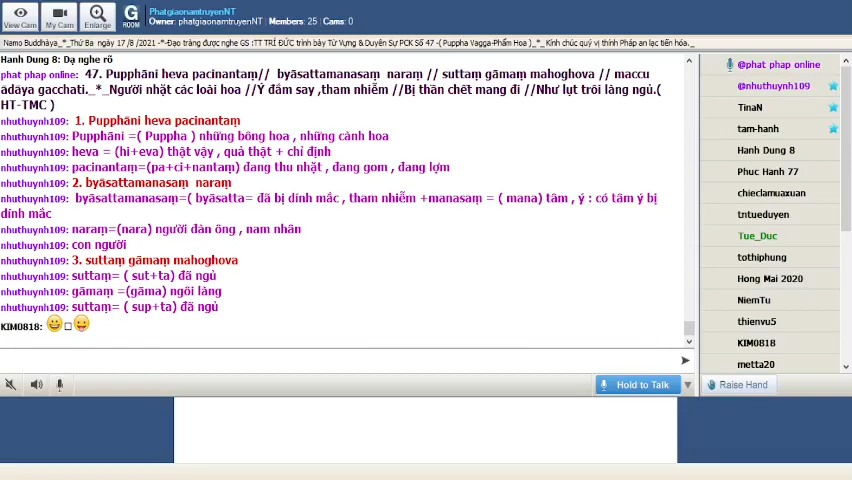 View Cam
My Cam
Enlarge
G
ROOM
PhatgiaonamtruyenNT
Owner: phatgiaonamtruyenNT | Members: 25 | Cams: 0
Namo Buddhàya_*_Thứ Ba ngày 17 /8 /2021 -*-Đạo tràng được nghe GS :TT TRÍ ĐỨC trình bày Từ Vựng & Duyên Sự PCK Số 47 -( Puppha Vagga-Phẩm Hoa )_*_ Kính chúc quý vị thính Pháp an lạc tiến hóa._
Hanh Dung 8: Dạ nghe rõ
phat phap online: 47. Pupphāni heva pacinantaṃ// byāsattamanasaṃ naraṃ // suttaṃ gāmaṃ mahoghova // maccu
ādāya gacchati._*_Người nhặt các loài hoa //Ý đắm say ,tham nhiễm //Bị thần chết mang đi //Như lụt trôi làng ngủ.(
HT-TMC )
nhuthuynh109: 1. Pupphāni heva pacinantaṃ
nhuthuynh109: Pupphāni =( Puppha ) những bông hoa , những cành hoa
nhuthuynh109: heva = (hi+eva) thật vậy , quả thật + chỉ định
nhuthuynh109: pacinantaṃ=(pa+ci+nantaṃ) đang thu nhặt , đang gom , đang lợm
nhuthuynh109: 2. byāsattamanasaṃ naraṃ
nhuthuynh109: byāsattamanasaṃ=( byāsatta= đã bị dính mắc , tham nhiễm +manasaṃ = ( mana) tâm , ý : có tâm ý bị
dính mắc
nhuthuynh109: naraṃ=(nara) người đàn ông , nam nhân
nhuthuynh109: con người
nhuthuynh109: 3. suttaṃ gāmaṃ mahoghova
nhuthuynh109: suttaṃ= ( sut+ta) đã ngủ
nhuthuynh109: gāmaṃ =(gāma) ngôi làng
nhuthuynh109: suttaṃ= ( sup+ta) đã ngủ
KIM0818:
@phat phap online
@nhuthuynh109
TinaN
tam-hanh
Hanh Dung 8
Phuc Hanh 77
chieclamuaxuan
tntueduyen
Tue_Duc
tothiphung
Hong Mai 2020
NiemTu
thienvu5
KIM0818
metta20
Hold to Talk
Raise Hand